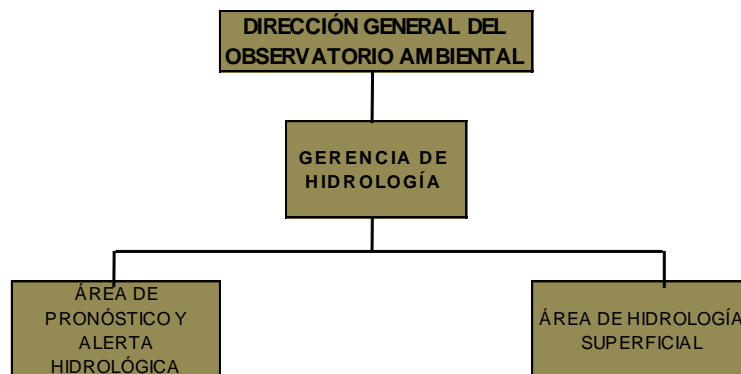 DIRECCIÓN GENERAL DEL
OBSERVATORIO AMBIENTAL
GERENCIA DE
HIDROLOGÍA
ÁREA DE
PRONÓSTICO Y
ALERTA
HIDROLÓGICA
ÁREA DE HIDROLOGÍA
SUPERFICIAL